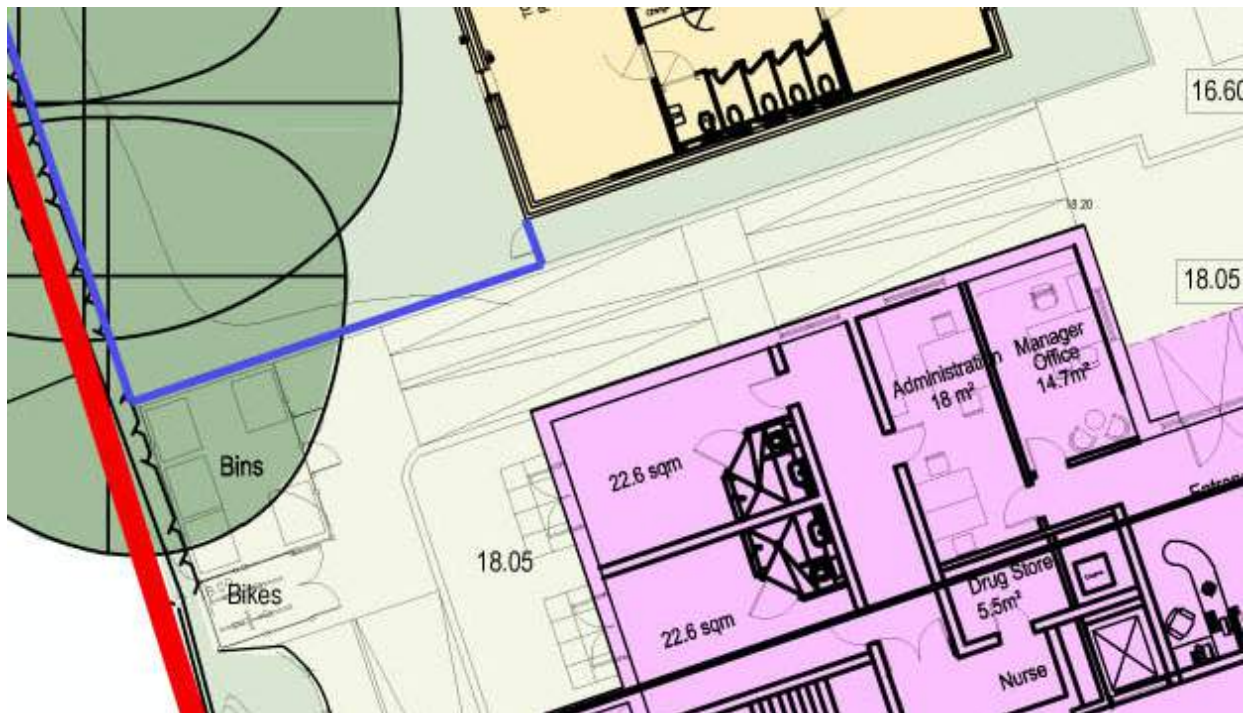 16.60
18.20
18.05
Manager
Office
14.7m²
Administration
18 m²
22.6 sqm
Bins
18.05
Drug Store
5.5m²
Bikes
22.6 sqm
Nurse